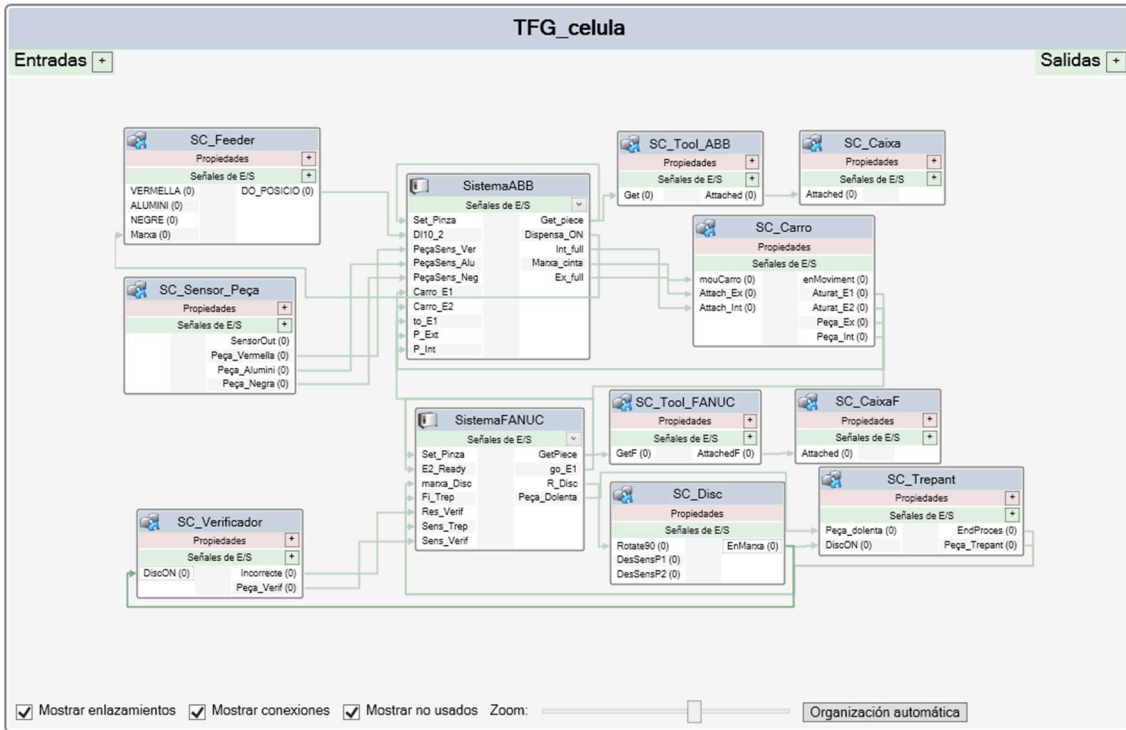 TFG_celula
Entradas +
Salidas +
SC_Feeder
Propiedades +
Señales de E/S +
VERMELLA (0) DO_POSICIO (0)
ALUMINI (0)
NEGRE (0)
Marxa (0)
SistemaABB
Señales de E/S
Set_Pinza Get_piece
DI10_2 Dispensa_ON
PeçaSens_Ver Int_full
PeçaSens_Alu Marxa_cinta
PeçaSens_Neg Ex_full
Carro_E1
Carro_E2
to_E1
P_Ext
P_Int
SC_Tool_ABB
Propiedades +
Señales de E/S +
Get (0) Attached (0)
SC_Caixa
Propiedades +
Señales de E/S +
Attached (0)
SC_Carro
Propiedades
Señales de E/S
mouCarro (0) enMoviment (0)
Attach_Ex (0) Aturat_E1 (0)
Attach_Int (0) Aturat_E2 (0)
Peça_Ex (0)
Peça_Int (0)
SC_Sensor_Peça
Propiedades +
Señales de E/S +
SensorOut (0)
Peça_Vermella (0)
Peça_Alumini (0)
Peça_Negra (0)
SistemaFANUC
Señales de E/S
Set_Pinza GetPiece
E2_Ready go_E1
marxa_Disc R_Disc
Fi_Trep Peça_Dolenta
Res_Verif
Sens_Trep
Sens_Verif
SC_Tool_FANUC
Propiedades +
Señales de E/S +
GetF (0) AttachedF (0)
SC_CaixaF
Propiedades +
Señales de E/S +
Attached (0)
SC_Trepant
Propiedades +
Señales de E/S +
Peça_dolenta (0) EndProces (0)
DiscON (0) Peça_Trepant (0)
SC_Disc
Propiedades
Señales de E/S
Rotate90 (0) EnMarxa (0)
DesSensP1 (0)
DesSensP2 (0)
SC_Verificador
Propiedades +
Señales de E/S +
DiscON (0) Incorrecte (0)
Peça_Verif (0)
Mostrar enlazamientos Mostrar conexiones Mostrar no usados Zoom: Organización automática